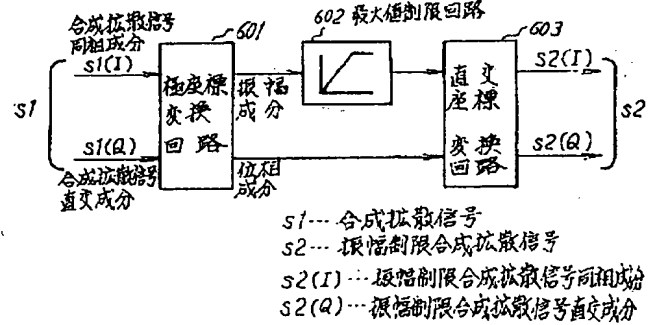 合成拡散信号
同相成分
s1(I)
s1
s1(Q)
合成拡散信号
直交成分
601
極座標
変換
回路
振幅
成分
位相
成分
602 最大値制限回路
603
直交
座標
変換
回路
s2(I)
s2
s2(Q)
s1…合成拡散信号
s2…振幅制限合成拡散信号
s2(I)…振幅制限合成拡散信号同相成分
s2(Q)…振幅制限合成拡散信号直交成分